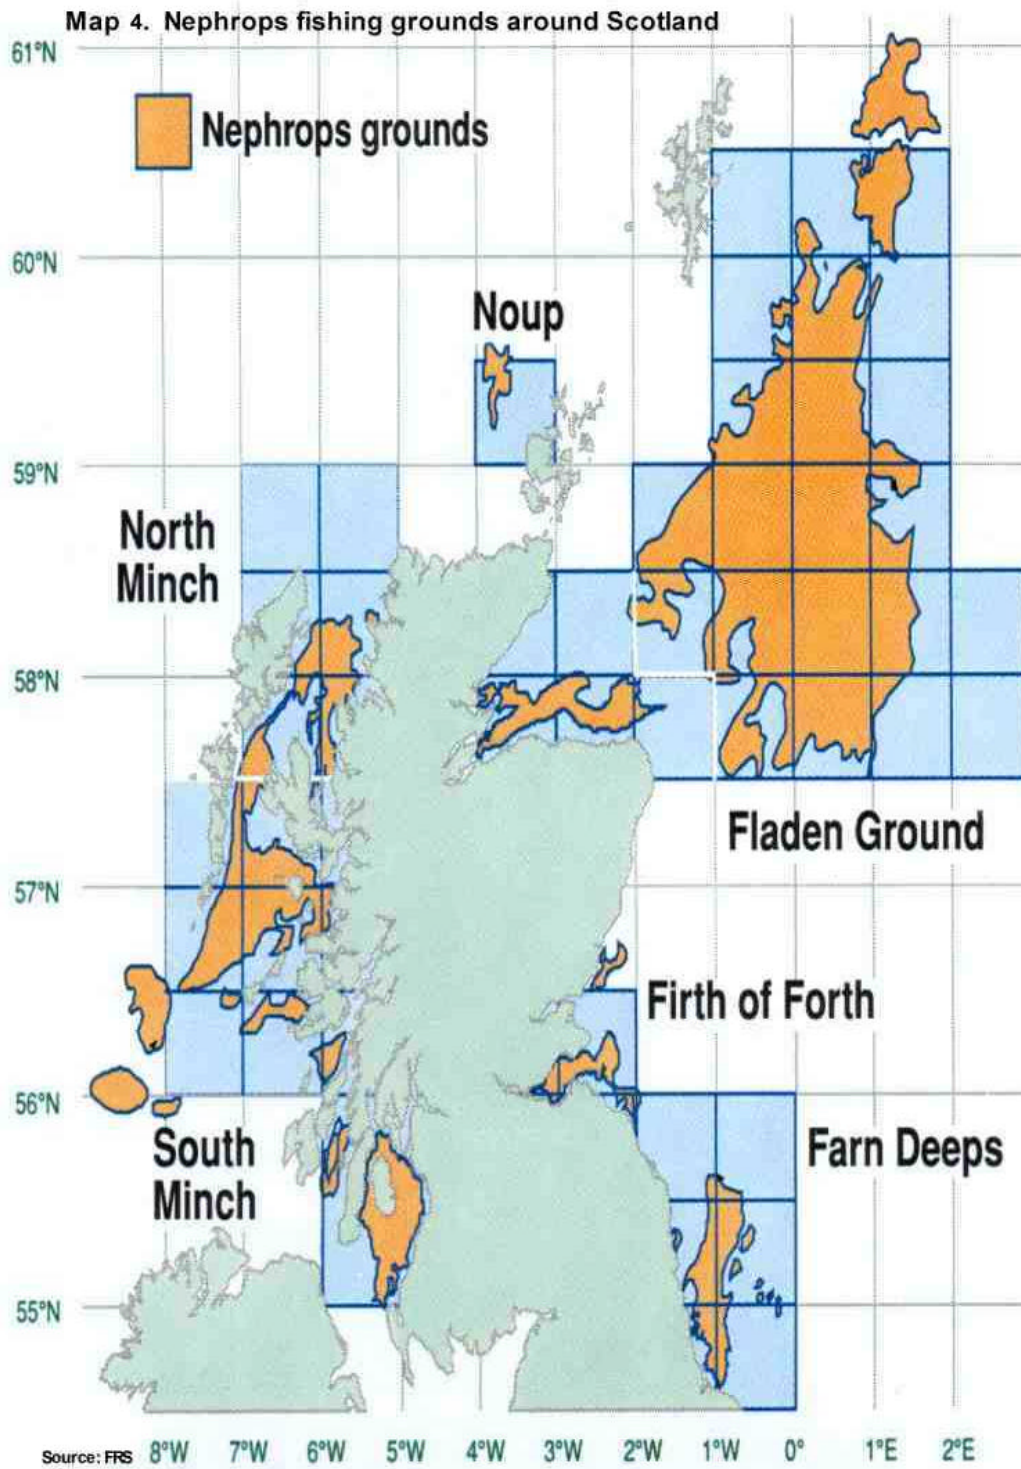 Map 4. Nephrops fishing grounds around Scotland
61°N
Nephrops grounds
60°N
Noup
59°N
North
Minch
58°N
Fladen Ground
57°N
Firth of Forth
56°N
South
Minch
Farn Deeps
55°N
Source: FRS
8°W 7°W 6°W 5°W 4°W 3°W 2°W 1°W 0° 1°E 2°E